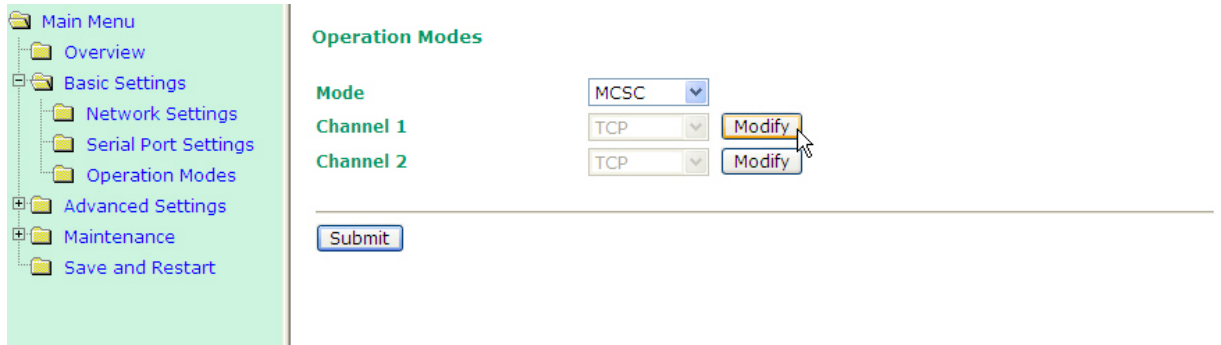 Main Menu
Overview
Basic Settings
Network Settings
Serial Port Settings
Operation Modes
Advanced Settings
Maintenance
Save and Restart
Operation Modes
Mode MCSC
Channel 1 TCP Modify
Channel 2 TCP Modify
Submit